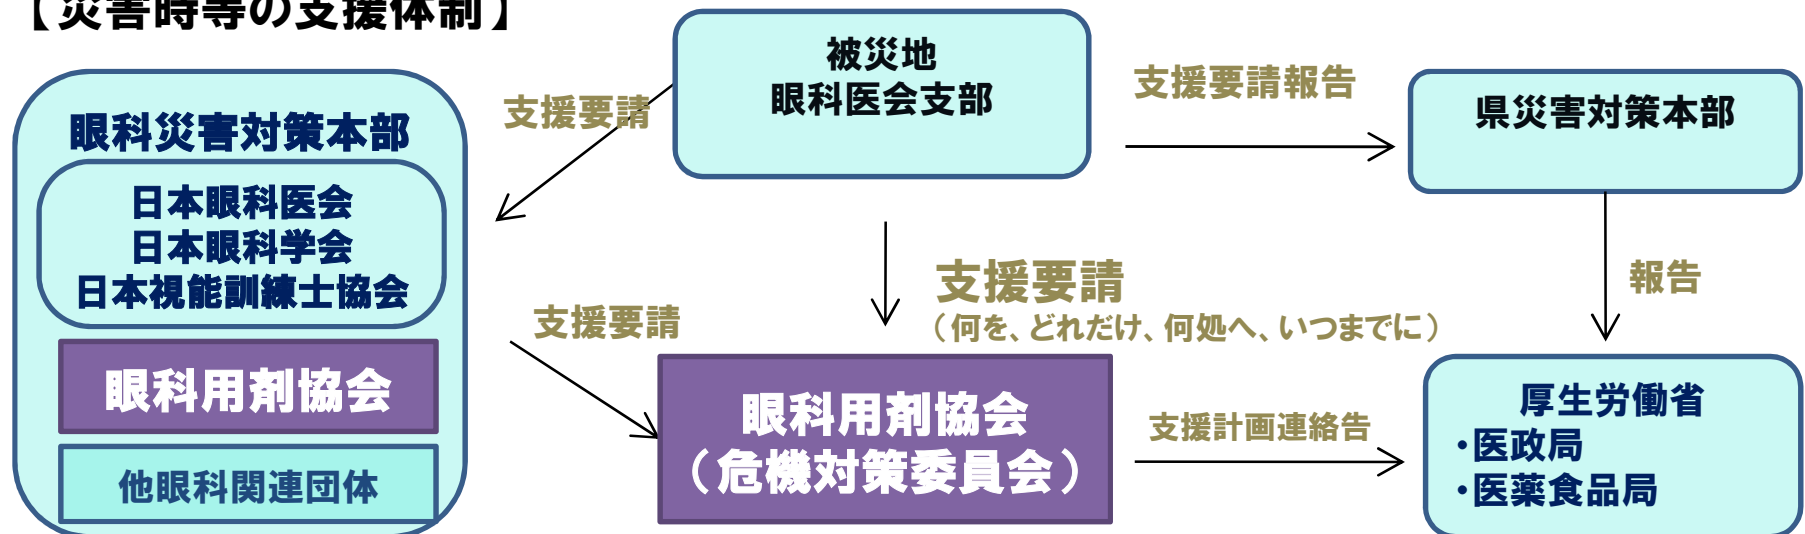 【災害時等の支援体制】
眼科災害対策本部
日本眼科医会
日本眼科学会
日本視能訓練士協会
眼科用剤協会
他眼科関連団体
支援要請
被災地
眼科医会支部
支援要請報告
県災害対策本部
支援要請
支援要請
（何を、どれだけ、何処へ、いつまでに）
報告
眼科用剤協会
（危機対策委員会）
支援計画連絡告
厚生労働省
・医政局
・医薬食品局